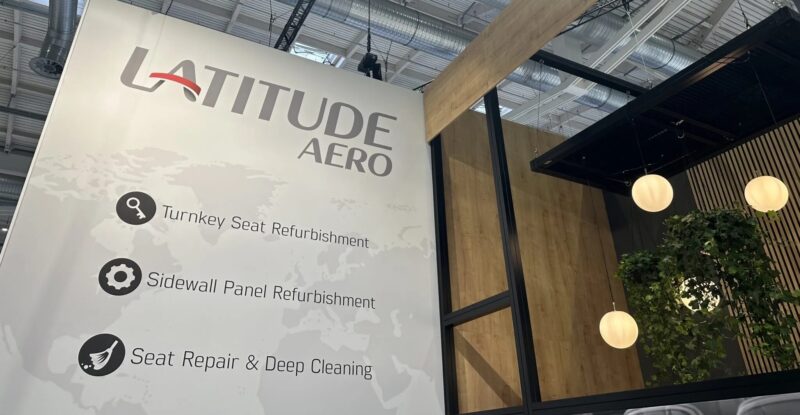 LATITUDE
AERO
Turnkey Seat Refurbishment
Sidewall Panel Refurbishment
Seat Repair & Deep Cleaning